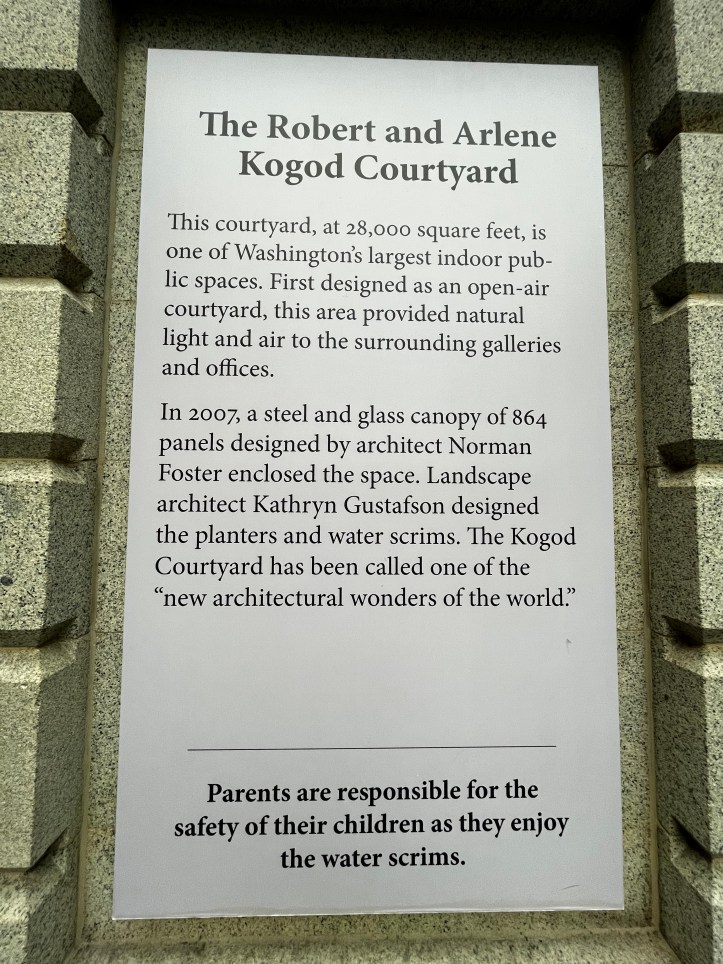 The Robert and Arlene
Kogod Courtyard
This courtyard, at 28,000 square feet, is
one of Washington's largest indoor pub-
lic spaces. First designed as an open-air
courtyard, this area provided natural
light and air to the surrounding galleries
and offices.
In 2007, a steel and glass canopy of 864
panels designed by architect Norman
Foster enclosed the space. Landscape
architect Kathryn Gustafson designed
the planters and water scrims. The Kogod
Courtyard has been called one of the
“new architectural wonders of the world.”
Parents are responsible for the
safety of their children as they enjoy
the water scrims.